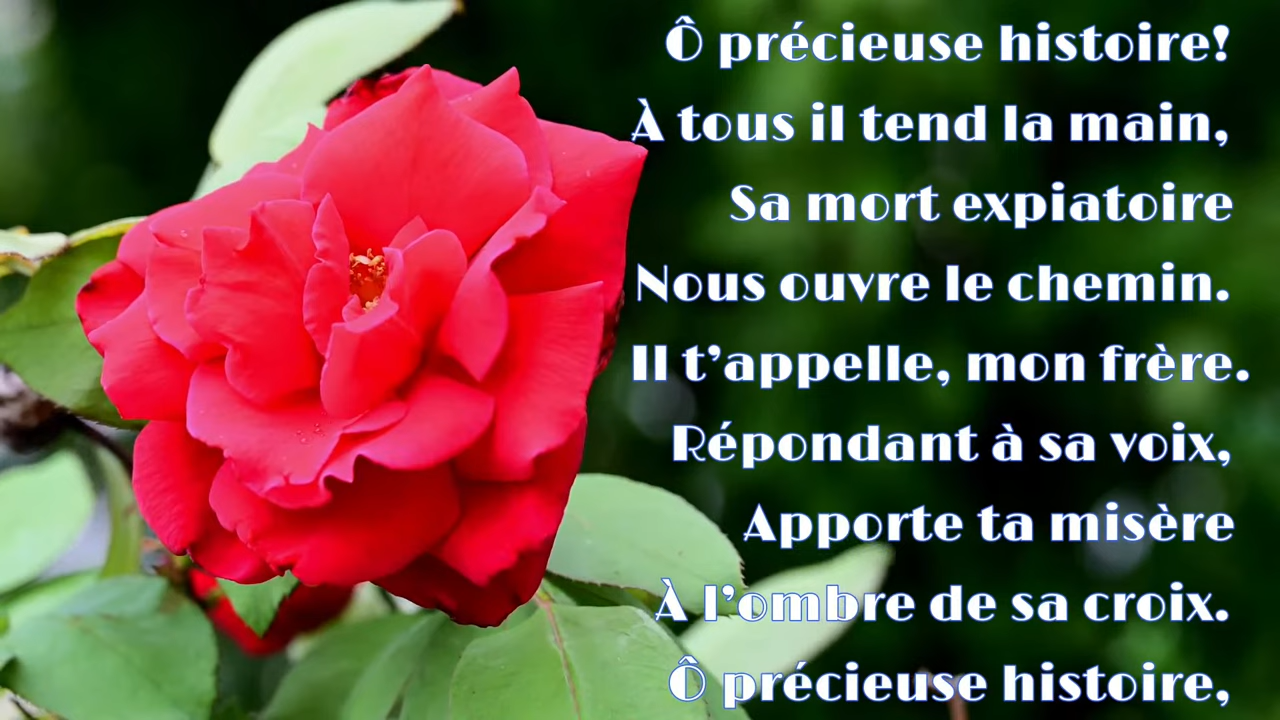 Ô précieuse histoire!
À tous il tend la main,
Sa mort expiatoire
Nous ouvre le chemin.
Il t’appelle, mon frère.
Répondant à sa voix,
Apporte ta misère
À l’ombre de sa croix.
Ô précieuse histoire,